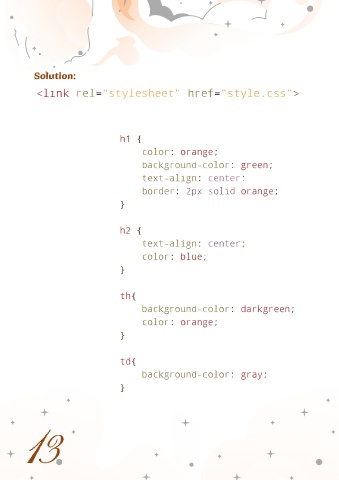 Solution:
<link rel="stylesheet" href="style.css">
h1 {
color: orange;
background-color: green;
text-align: center:
border: 2px solid orange;
}
h2 {
text-align: center;
color: blue;
}
th{
background-color: darkgreen;
color: orange;
}
td{
background-color: gray;
}
13